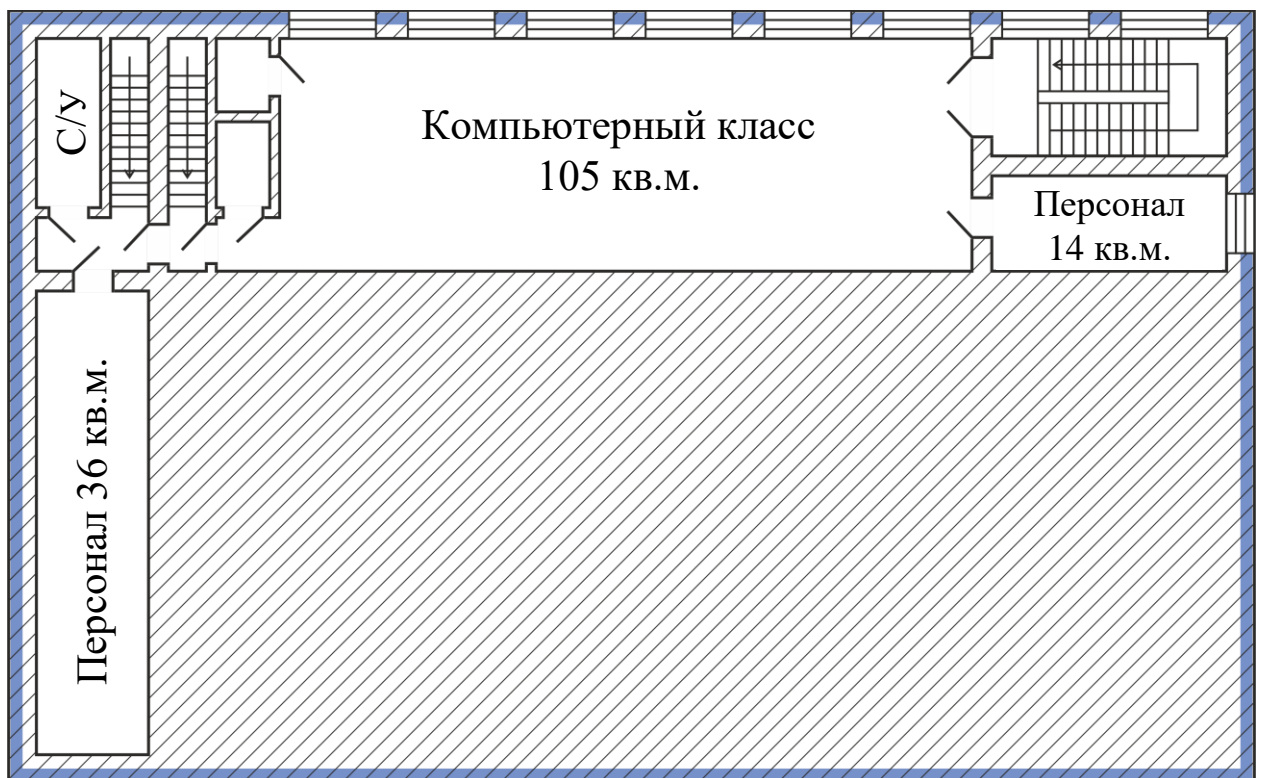 С/У
Компьютерный класс
105 кв.м.
Персонал
14 кв.м.
Персонал 36 кв.м.